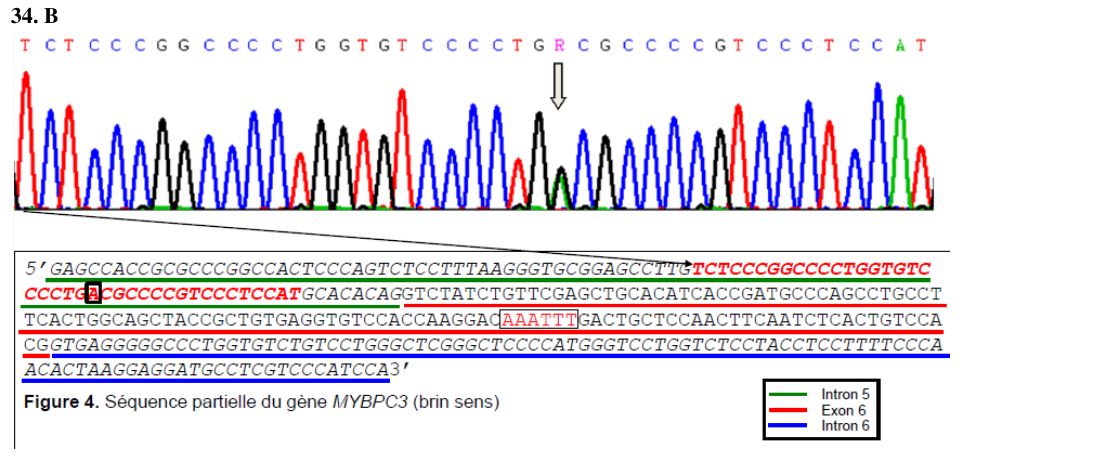 34. B
T C T C C C G G C C C C T G G T G T C C C C T G R C G C C C C G T C C C T C C A T
5’GAGCCACCGCGCCCGGCCACTCCCAGTCTCCTTTAAGGGTGCGGAGCCTTGTCTCCCGGCCCCTGGTGTC
CCCTGACGCCCCGTCCCTCCATGCACACAGGTCTATCTGTTCGAGCTGCACATCACCGATGCCCAGCCTGCCT
TCACTGGCAGCTACCGCTGTGAGGTGTCCACCAAGGACAAATTTGACTGCTCCAACTTCAATCTCACTGTCCA
CGGTGAGGGGGCCCTGGTGTCTGTCCTGGGCTCGGGCTCCCCATGGGTCCTGGTCTCCTACCTCCTTTTCCCA
ACACTAAGGAGGATGCCTCGTCCCATCCA3’
Figure 4. Séquence partielle du gène MYBPC3 (brin sens)
Intron 5
Exon 6
Intron 6